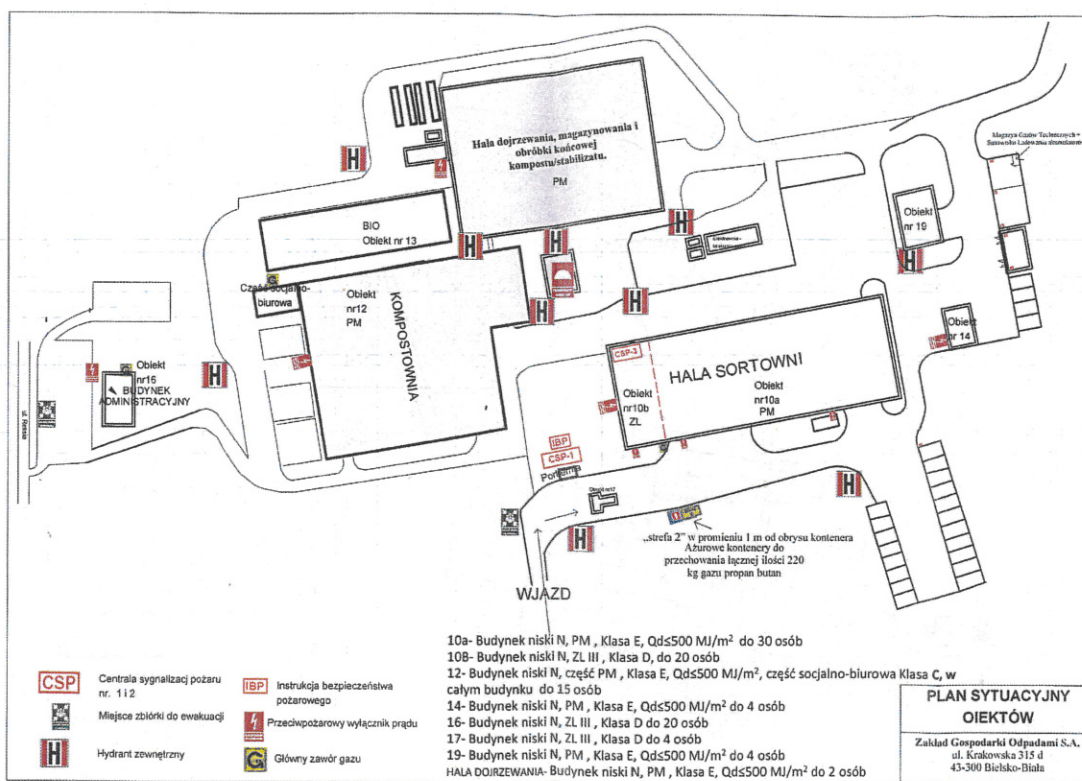 Hala dojrzewania, magazynowania i
obróbki końcowej
kompostu/stabilizatu.
PM
H
BIO
Obiekt nr 13
H
H
H
G
Część socjalno-
biurowa
Obiekt
nr12
PM
KOMPOSTOWNIA
H
H
Magazyn Gazów Technicznych +
Obiekt
nr 19
H
Obiekt
nr 14
Obiekt
nr16
BUDYNEK
ADMINISTRACYJNY
H
CSP-3
HALA SORTOWNI
Obiekt
nr10b
ZL
Obiekt
nr10a
PM
IBP
CSP-1
Portiernia
H
H
„strefa 2" w promieniu 1 m od obrysu kontenera
Ażurowe kontenery do
przechowania łącznej ilości 220
kg gazu propan butan
WJAZD
10a- Budynek niski N, PM , Klasa E, Qd≤500 MJ/m² do 30 osób
10B- Budynek niski N, ZL III , Klasa D, do 20 osób
12- Budynek niski N, część PM , Klasa E, Qd≤500 MJ/m², część socjalno-biurowa Klasa C, w
całym budynku do 15 osób
14- Budynek niski N, PM , Klasa E, Qd≤500 MJ/m² do 4 osób
16- Budynek niski N, ZL III , Klasa D do 20 osób
17- Budynek niski N, ZL III , Klasa D do 4 osób
19- Budynek niski N, PM , Klasa E, Qd≤500 MJ/m² do 4 osób
HALA DOJRZEWANIA- Budynek niski N, PM , Klasa E, Qd≤500 MJ/m² do 2 osób
CSP
Centrala sygnalizacj pożaru
nr. 1i2
Miejsce zbiórki do ewakuacji
H
Hydrant zewnętrzny
IBP
Instrukcja bezpieczeństwa
pożarowego
Przeciwpożarowy wyłącznik prądu
G
Główny zawór gazu
PLAN SYTUACYJNY
OIEKTÓW
Zakład Gospodarki Odpadami S.A.
ul. Krakowska 315 d
43-300 Bielsko-Biała